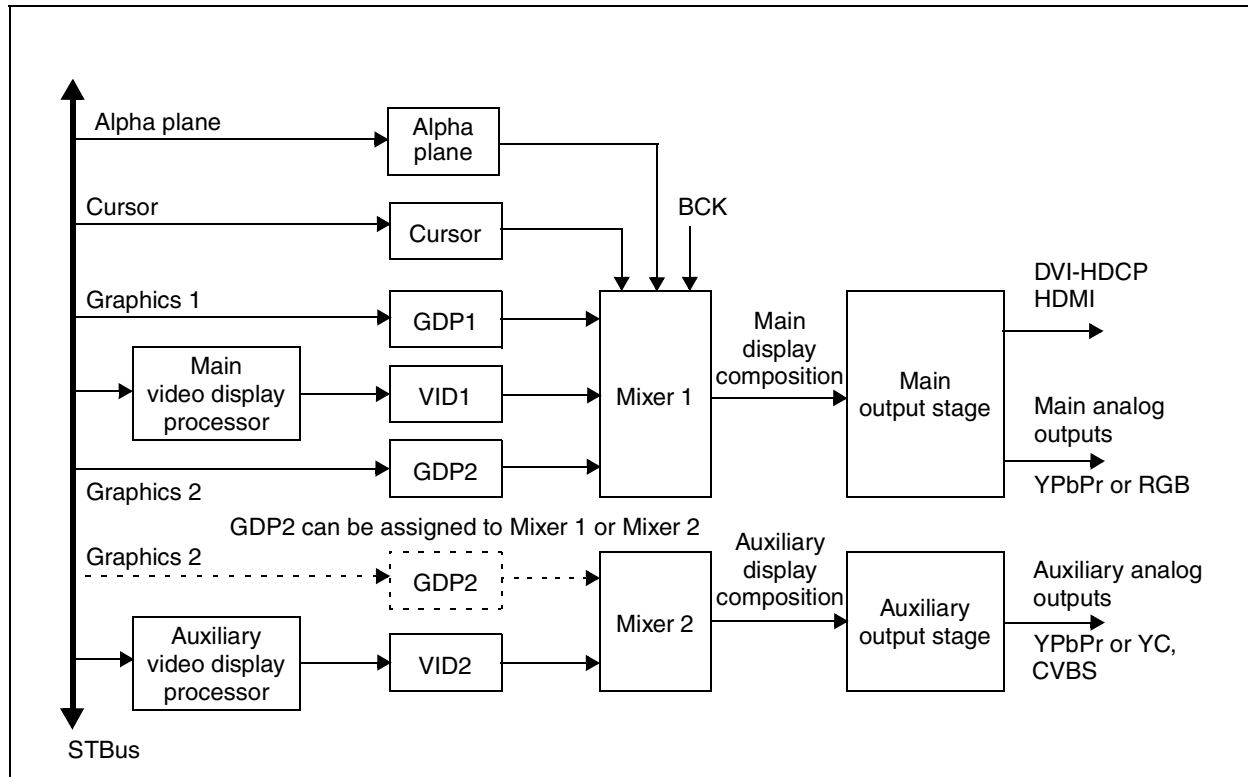 Alpha plane
Alpha
plane
Cursor
Cursor
BCK
Graphics 1
GDP1
Main
video display
processor
VID1
Mixer 1
Main
display
composition
Main
output stage
DVI-HDCP
HDMI
Main analog
outputs
YPbPr or RGB
GDP2
Graphics 2
GDP2 can be assigned to Mixer 1 or Mixer 2
Graphics 2
GDP2
Auxiliary
video display
processor
VID2
Mixer 2
Auxiliary
display
composition
Auxiliary
output stage
Auxiliary analog
outputs
YPbPr or YC,
CVBS
STBus